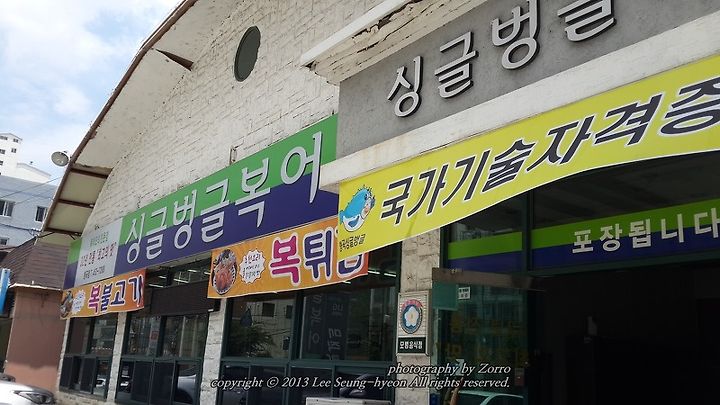 싱글벙글
국가기술자격증
포장됩니다
싱글벙글복어
복튀김
복불고기
모범음식점
photography by Zorro
copyright © 2013 Lee Seung-hyeon All rights reserved.